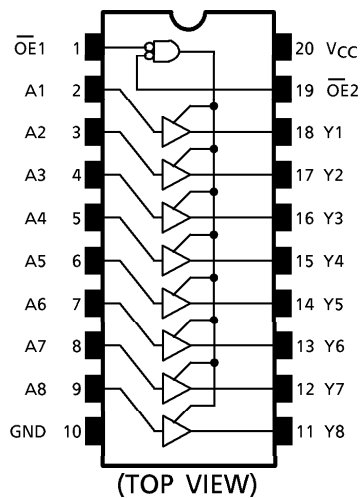 O̅E̅1 1 20 VCC
A1 2 19 O̅E̅2
A2 3 18 Y1
A3 4 17 Y2
A4 5 16 Y3
A5 6 15 Y4
A6 7 14 Y5
A7 8 13 Y6
A8 9 12 Y7
GND 10 11 Y8
(TOP VIEW)